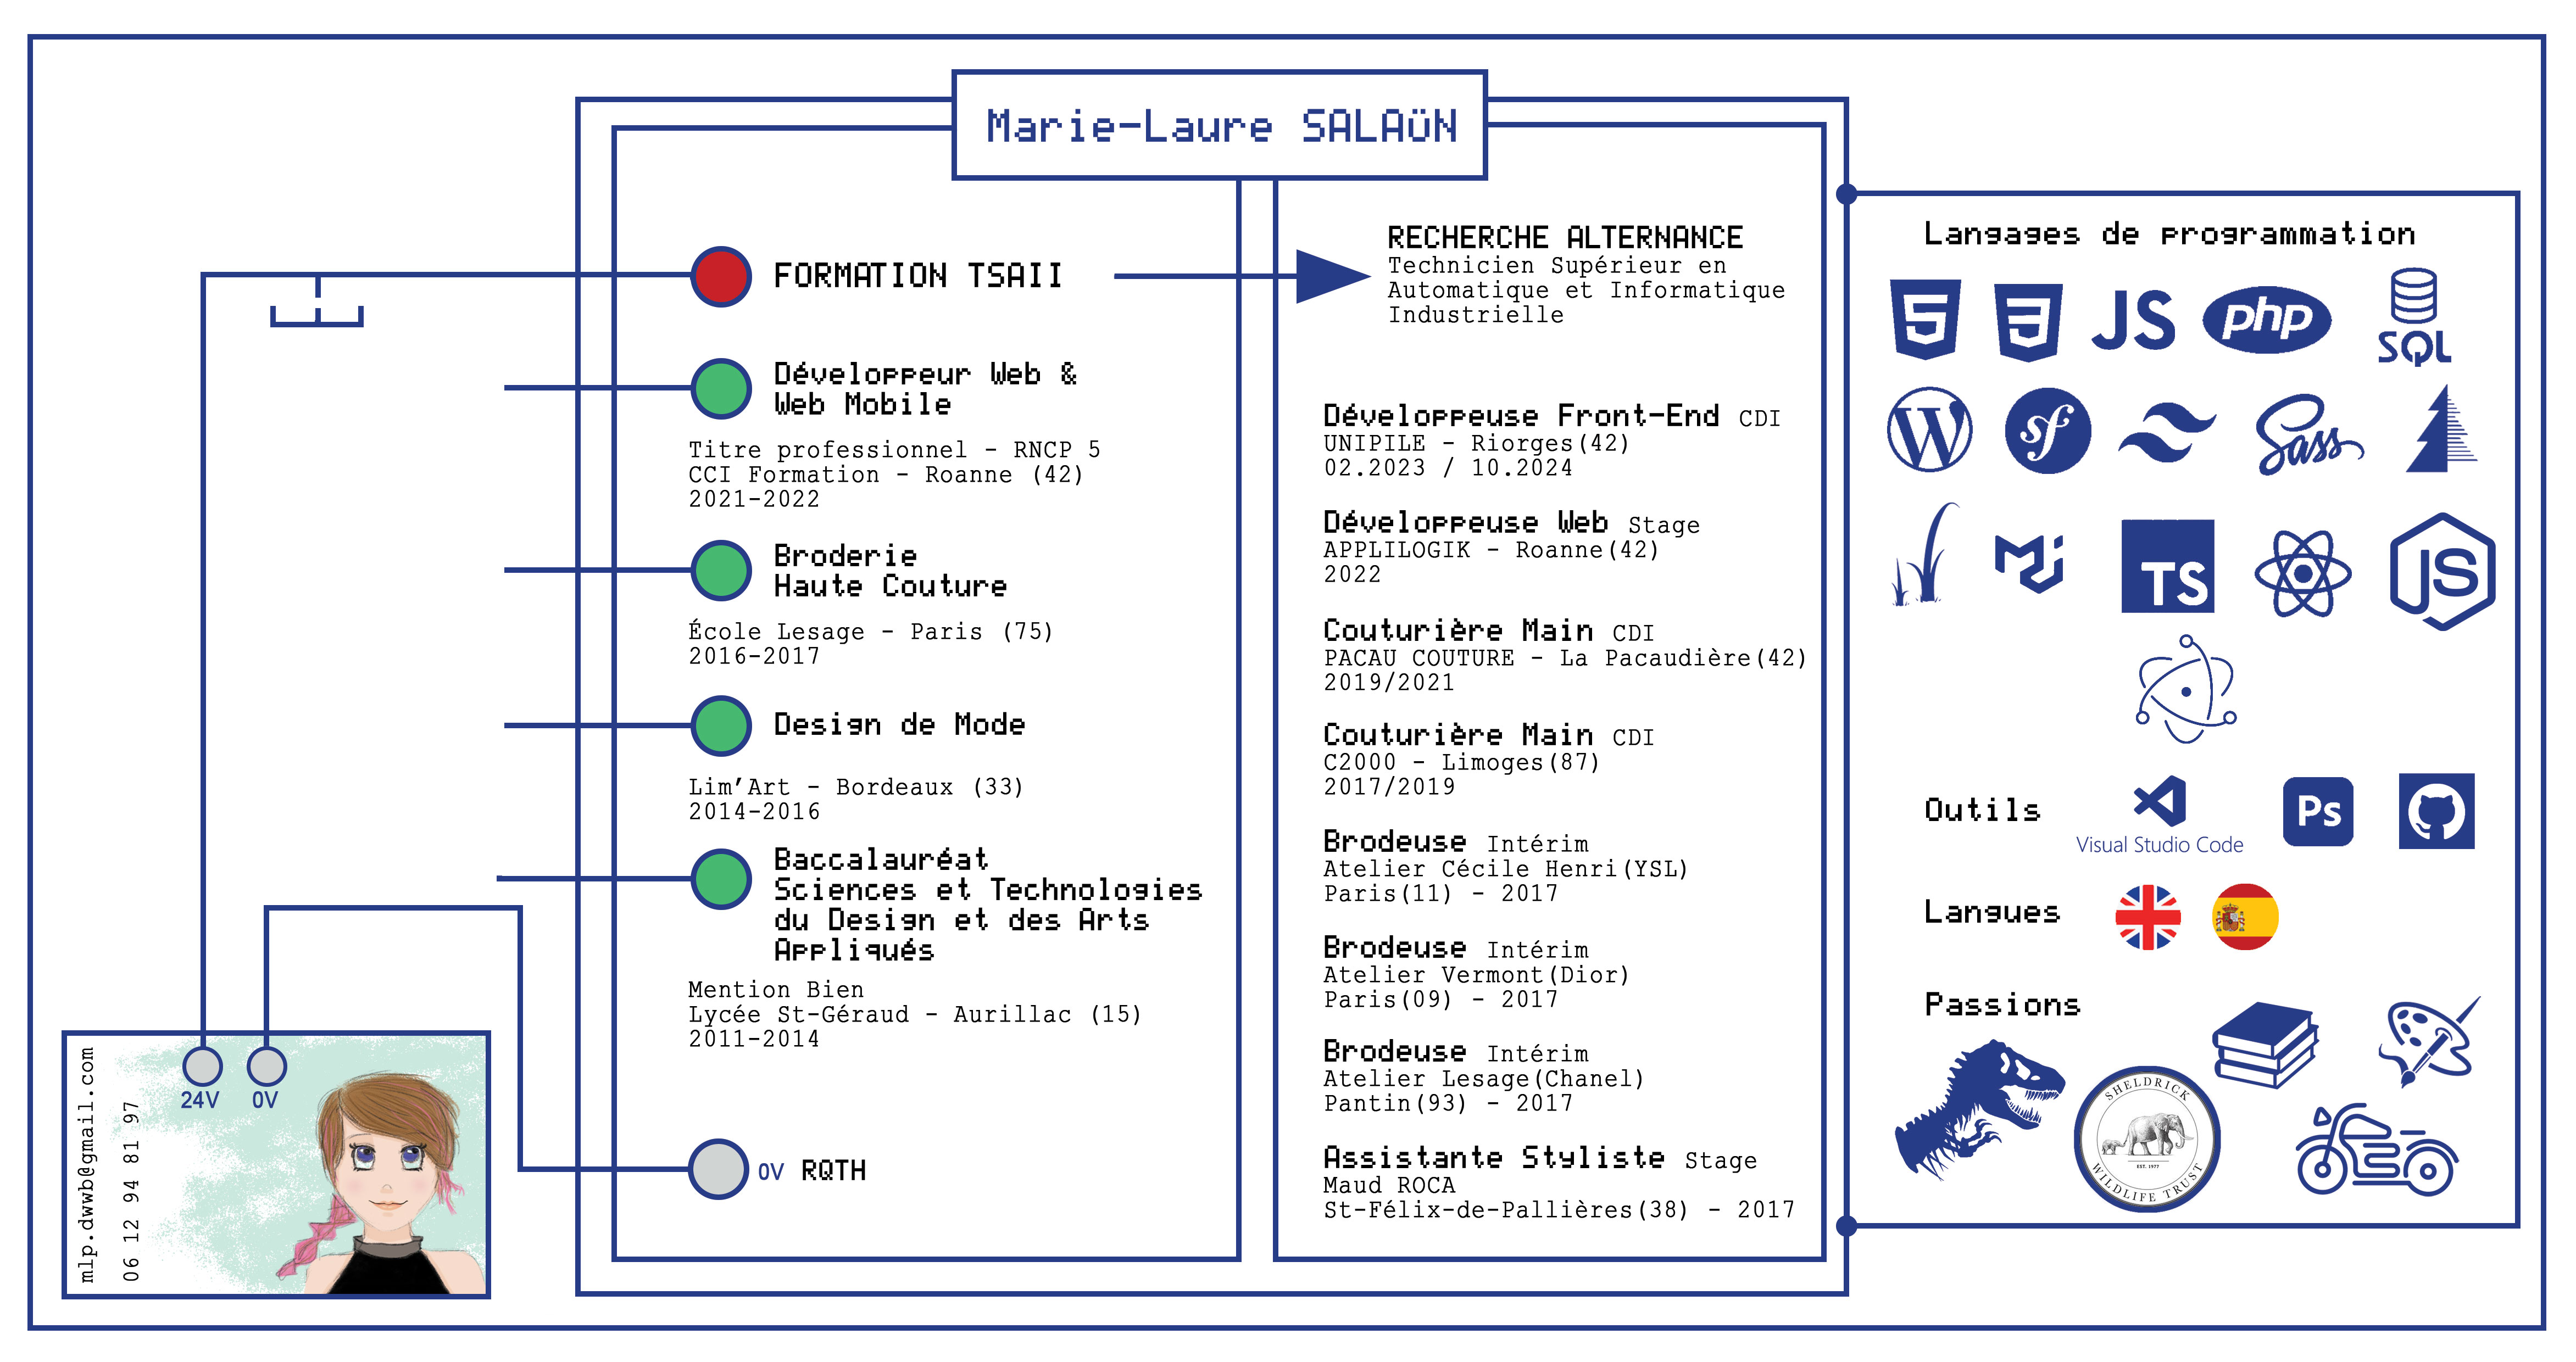 Marie-Laure SALAÜN
FORMATION TSAII
Développeur Web &
Web Mobile
Titre professionnel - RNCP 5
CCI Formation - Roanne (42)
2021-2022
Broderie
Haute Couture
École Lesage - Paris (75)
2016-2017
Design de Mode
Lim'Art - Bordeaux (33)
2014-2016
Baccalauréat
Sciences et Technologies
du Design et des Arts
Appliqués
Mention Bien
Lycée St-Géraud - Aurillac (15)
2011-2014
0V RQTH
24V
0V
mlp.dwwb@gmail.com
06 12 94 81 97
RECHERCHE ALTERNANCE
Technicien Supérieur en
Automatique et Informatique
Industrielle
Développeuse Front-End CDI
UNIPILE - Riorges(42)
02.2023 / 10.2024
Développeuse Web Stage
APPLILOGIK - Roanne(42)
2022
Couturière Main CDI
PACAU COUTURE - La Pacaudière(42)
2019/2021
Couturière Main CDI
C2000 - Limoges(87)
2017/2019
Brodeuse Intérim
Atelier Cécile Henri(YSL)
Paris(11) - 2017
Brodeuse Intérim
Atelier Vermont(Dior)
Paris(09) - 2017
Brodeuse Intérim
Atelier Lesage(Chanel)
Pantin(93) - 2017
Assistante Styliste Stage
Maud ROCA
St-Félix-de-Pallières(38) - 2017
Langages de programmation
5
3
JS
php
SQL
W
sf
Sass
TS
JS
Outils
Visual Studio Code
Ps
Langues
Passions
SHELDRICK
EST. 1977
WILDLIFE TRUST